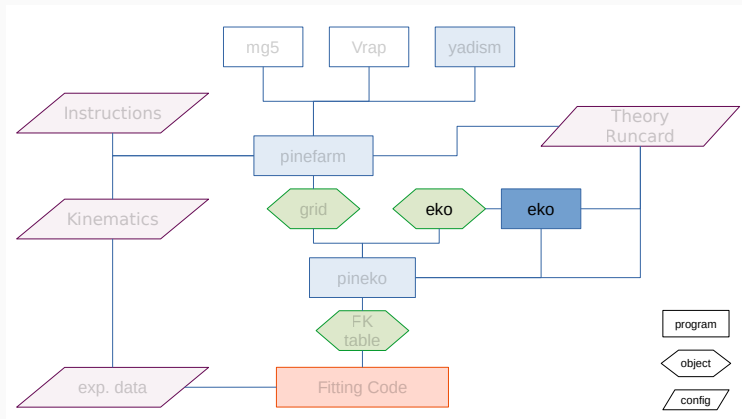 mg5
Vrap
yadism
Instructions
Theory
Runcard
pinefarm
Kinematics
grid
eko
eko
pineko
FK
table
program
object
exp. data
Fitting Code
config